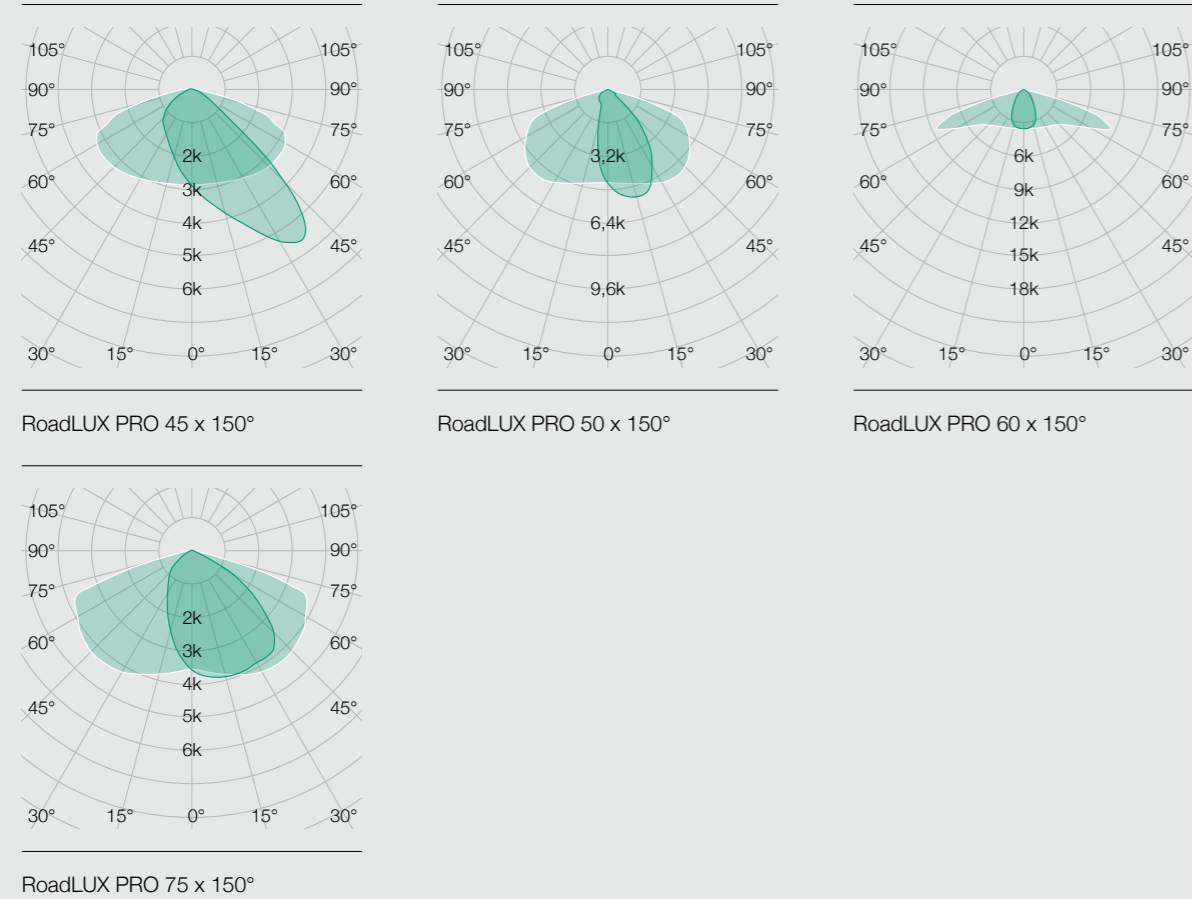 105° 105°
90° 90°
75° 75°
60° 60°
45° 45°
30° 15° 0° 15° 30°
2k
3k
4k
5k
6k
RoadLUX PRO 45 x 150°
105° 105°
90° 90°
75° 75°
60° 60°
45° 45°
30° 15° 0° 15° 30°
3,2k
6,4k
9,6k
RoadLUX PRO 50 x 150°
105° 105°
90° 90°
75° 75°
60° 60°
45° 45°
30° 15° 0° 15° 30°
6k
9k
12k
15k
18k
RoadLUX PRO 60 x 150°
105° 105°
90° 90°
75° 75°
60° 60°
45° 45°
30° 15° 0° 15° 30°
2k
3k
4k
5k
6k
RoadLUX PRO 75 x 150°